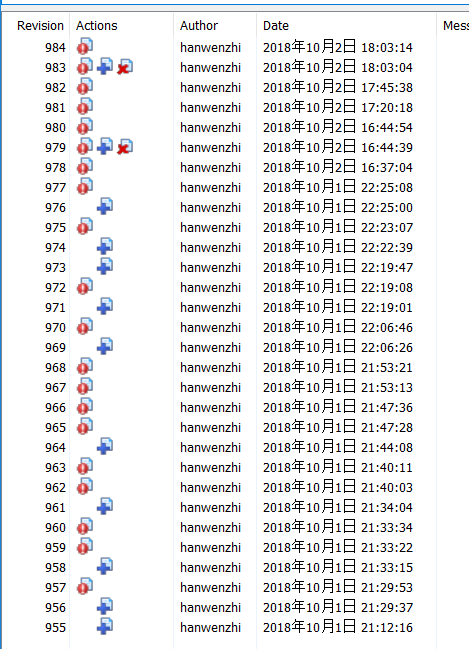 Revision Actions Author Date Mess
984 hanwenzhi 2018年10月2日 18:03:14
983 hanwenzhi 2018年10月2日 18:03:04
982 hanwenzhi 2018年10月2日 17:45:38
981 hanwenzhi 2018年10月2日 17:20:18
980 hanwenzhi 2018年10月2日 16:44:54
979 hanwenzhi 2018年10月2日 16:44:39
978 hanwenzhi 2018年10月2日 16:37:04
977 hanwenzhi 2018年10月1日 22:25:08
976 hanwenzhi 2018年10月1日 22:25:00
975 hanwenzhi 2018年10月1日 22:23:07
974 hanwenzhi 2018年10月1日 22:22:39
973 hanwenzhi 2018年10月1日 22:19:47
972 hanwenzhi 2018年10月1日 22:19:08
971 hanwenzhi 2018年10月1日 22:19:01
970 hanwenzhi 2018年10月1日 22:06:46
969 hanwenzhi 2018年10月1日 22:06:26
968 hanwenzhi 2018年10月1日 21:53:21
967 hanwenzhi 2018年10月1日 21:53:13
966 hanwenzhi 2018年10月1日 21:47:36
965 hanwenzhi 2018年10月1日 21:47:28
964 hanwenzhi 2018年10月1日 21:44:08
963 hanwenzhi 2018年10月1日 21:40:11
962 hanwenzhi 2018年10月1日 21:40:03
961 hanwenzhi 2018年10月1日 21:34:04
960 hanwenzhi 2018年10月1日 21:33:34
959 hanwenzhi 2018年10月1日 21:33:22
958 hanwenzhi 2018年10月1日 21:33:15
957 hanwenzhi 2018年10月1日 21:29:53
956 hanwenzhi 2018年10月1日 21:29:37
955 hanwenzhi 2018年10月1日 21:12:16